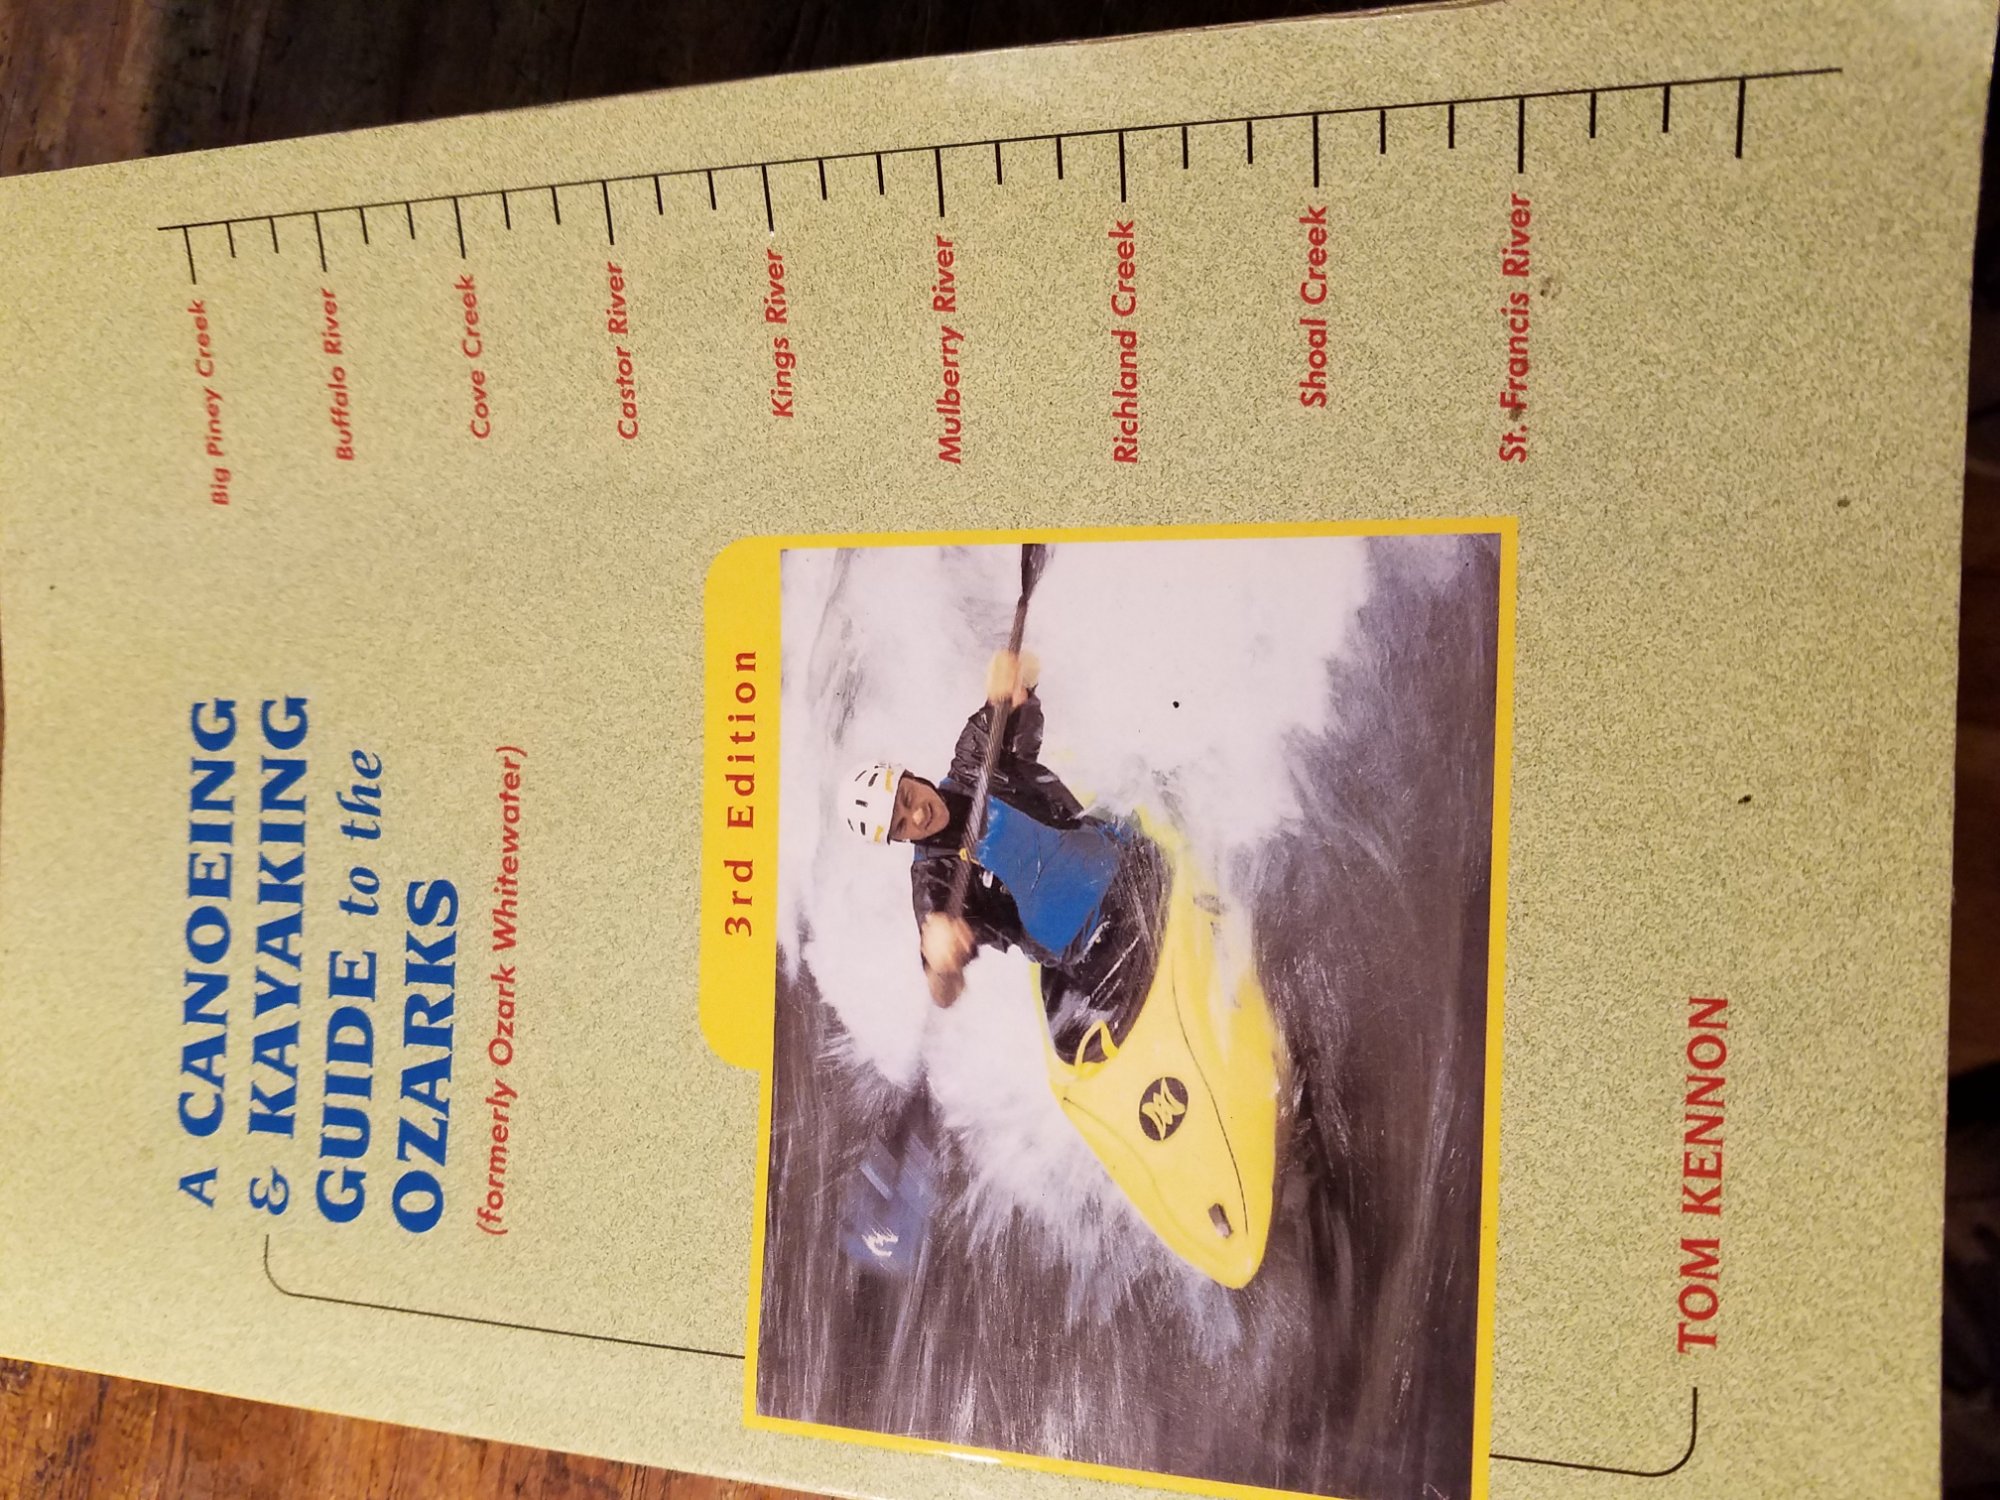 A CANOEING
& KAYAKING
GUIDE to the
OZARKS
(formerly Ozark Whitewater)
Big Piney Creek
Buffalo River
Cove Creek
Castor River
Kings River
Mulberry River
Richland Creek
Shoal Creek
St. Francis River
3rd Edition
TOM KENNON